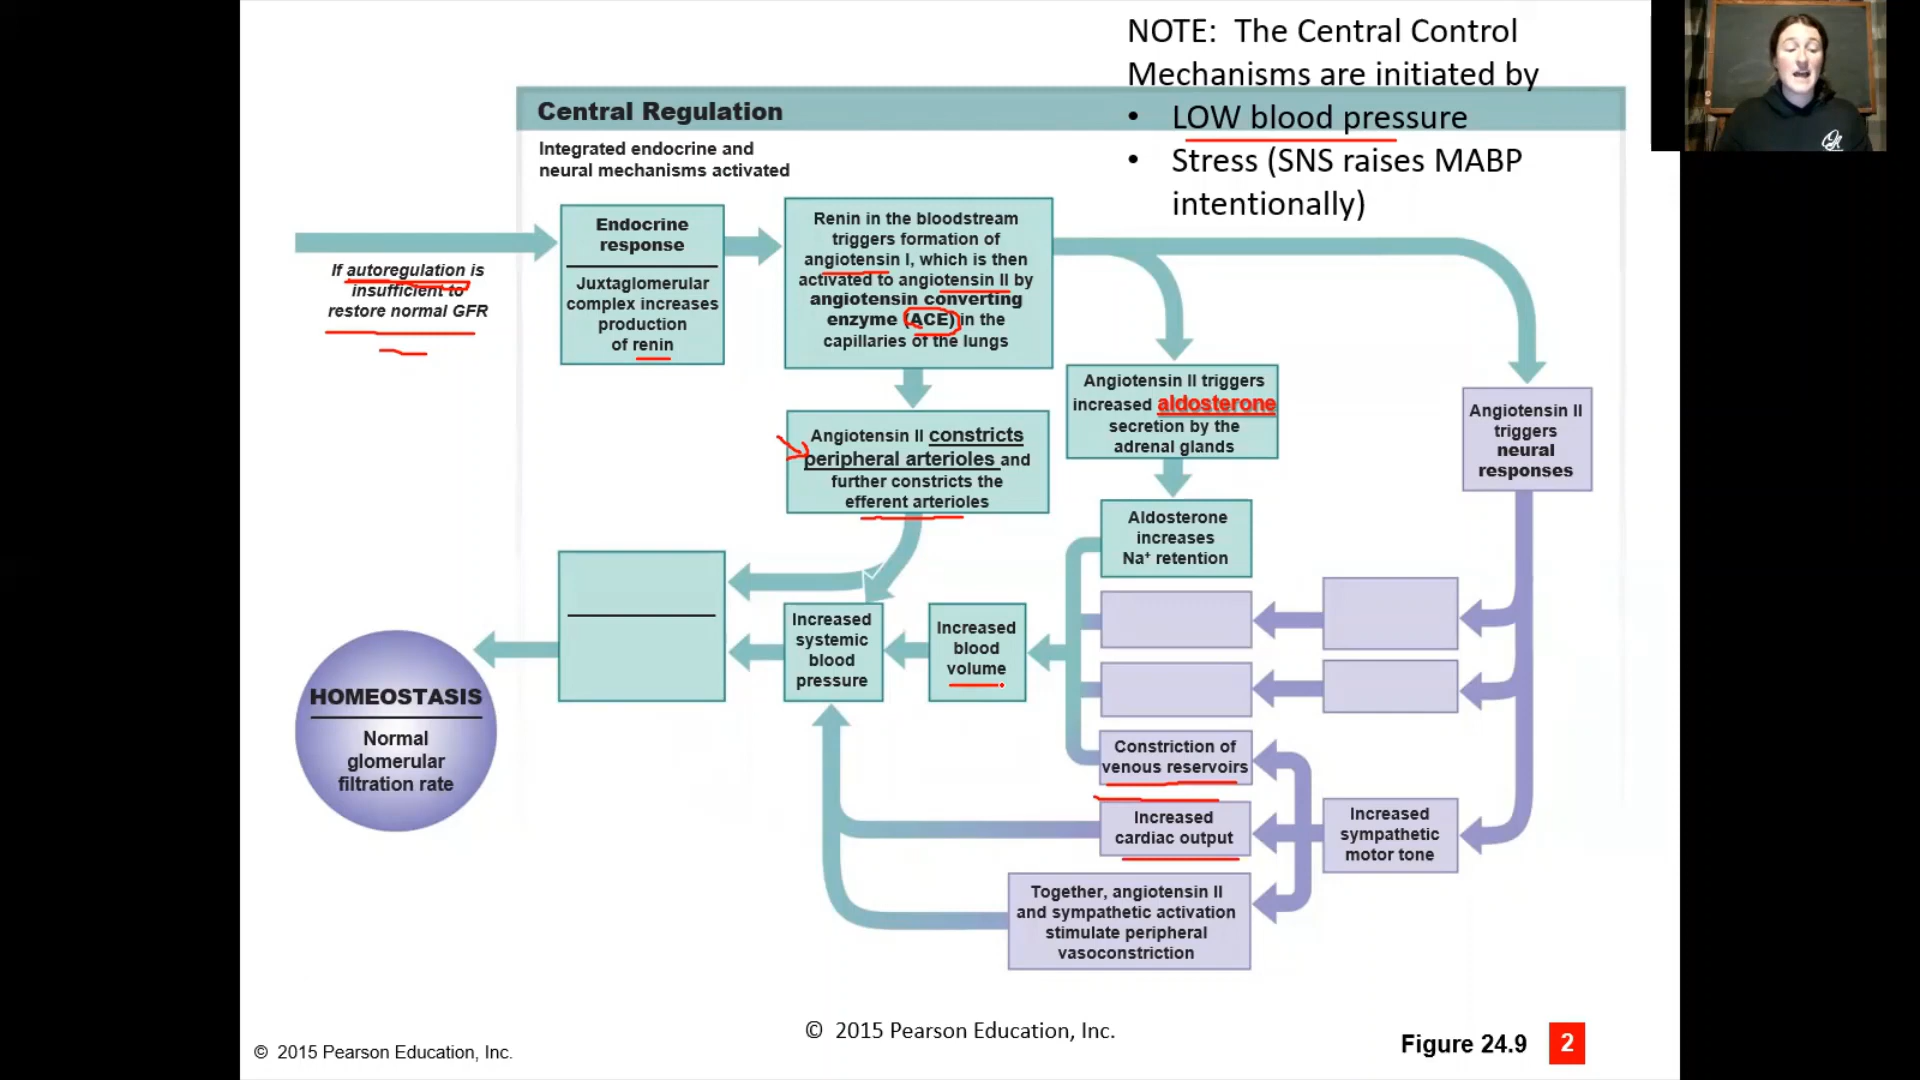 NOTE:  The Central Control
Mechanisms are initiated by
• LOW blood pressure
• Stress (SNS raises MABP
intentionally)
Central Regulation
Integrated endocrine and
neural mechanisms activated
If autoregulation is
insufficient to
restore normal GFR
Endocrine
response
Juxtaglomerular
complex increases
production
of renin
Renin in the bloodstream
triggers formation of
angiotensin I, which is then
activated to angiotensin II by
angiotensin converting
enzyme (ACE) in the
capillaries of the lungs
Angiotensin II constricts
peripheral arterioles and
further constricts the
efferent arterioles
Angiotensin II triggers
increased aldosterone
secretion by the
adrenal glands
Angiotensin II
triggers
neural
responses
Aldosterone
increases
Na⁺ retention
Increased
systemic
blood
pressure
Increased
blood
volume
HOMEOSTASIS
Normal
glomerular
filtration rate
Constriction of
venous reservoirs
Increased
cardiac output
Increased
sympathetic
motor tone
Together, angiotensin II
and sympathetic activation
stimulate peripheral
vasoconstriction
© 2015 Pearson Education, Inc.
© 2015 Pearson Education, Inc.
Figure 24.9 2